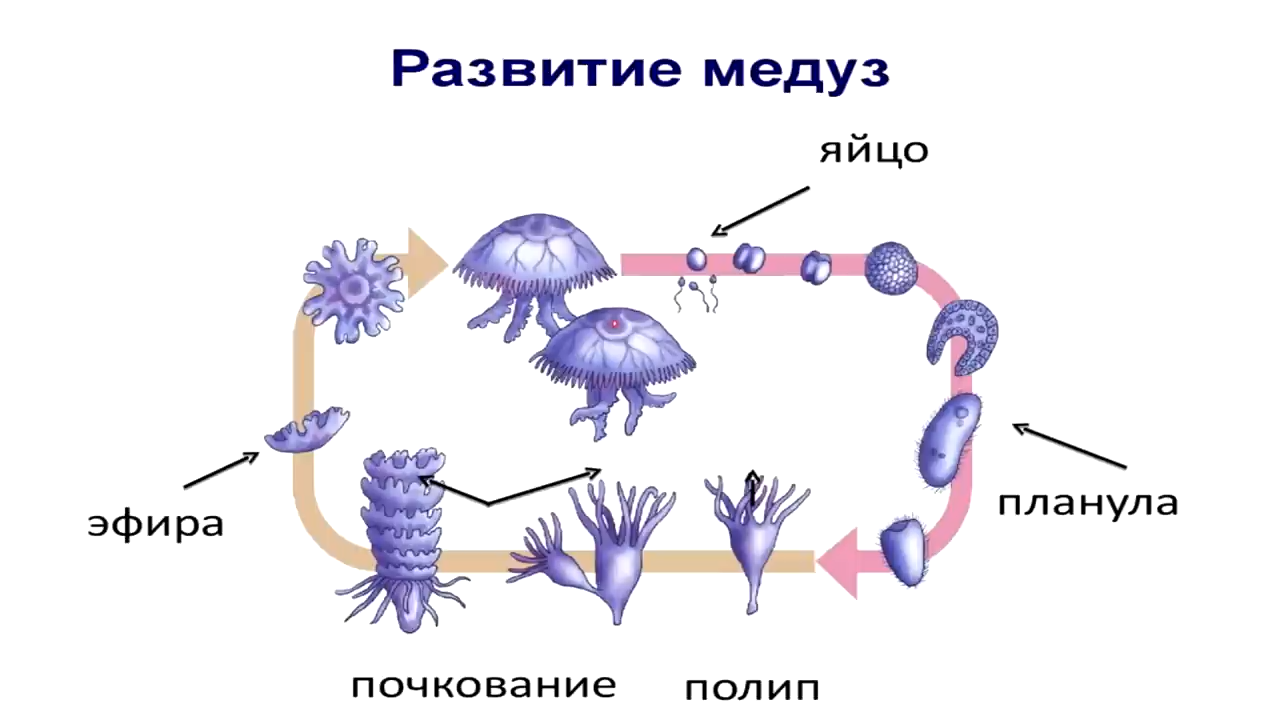 Развитие медуз
яйцо
планула
эфира
почкование
полип